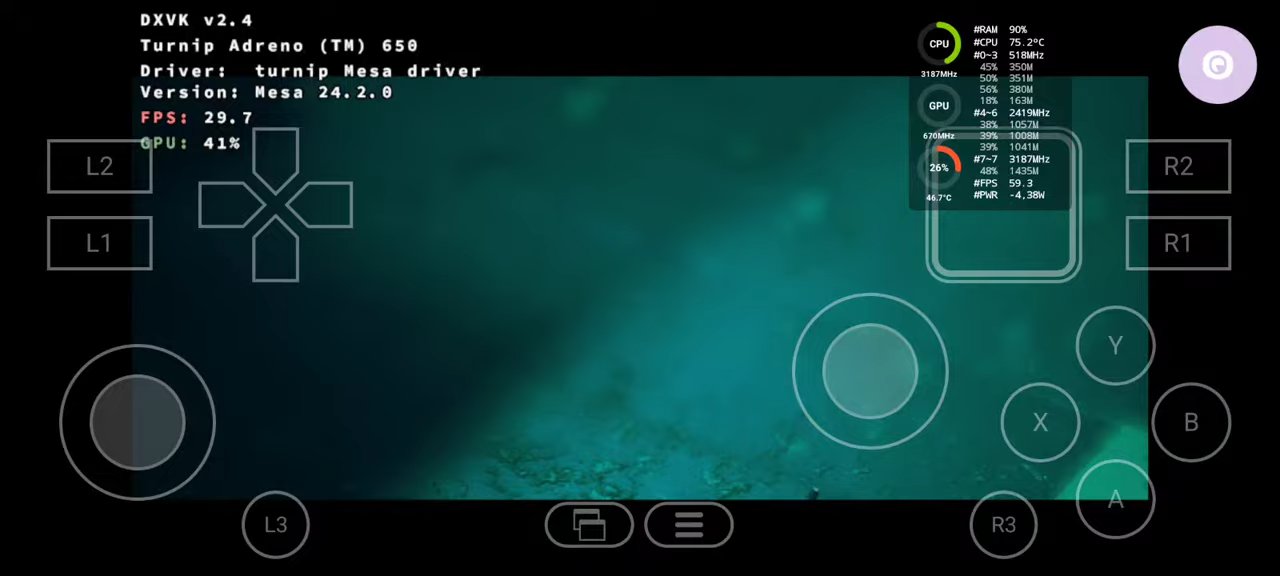 DXVK v2.4
Turnip Adreno (TM) 650
Driver: turnip Mesa driver
Version: Mesa 24.2.0
FPS: 29.7
GPU: 41%
CPU
3187MHz
GPU
670MHz
26%
46.7°C
#RAM 90%
#CPU 75.2ºC
#0~3 518MHz
45% 350M
50% 351M
56% 380M
18% 163M
#4~6 2419MHz
38% 1057M
39% 1008M
39% 1041M
#7~7 3187MHz
48% 1435M
#FPS 59.3
#PWR -4,38W
L2
L1
R2
R1
Y
X
B
A
L3
R3